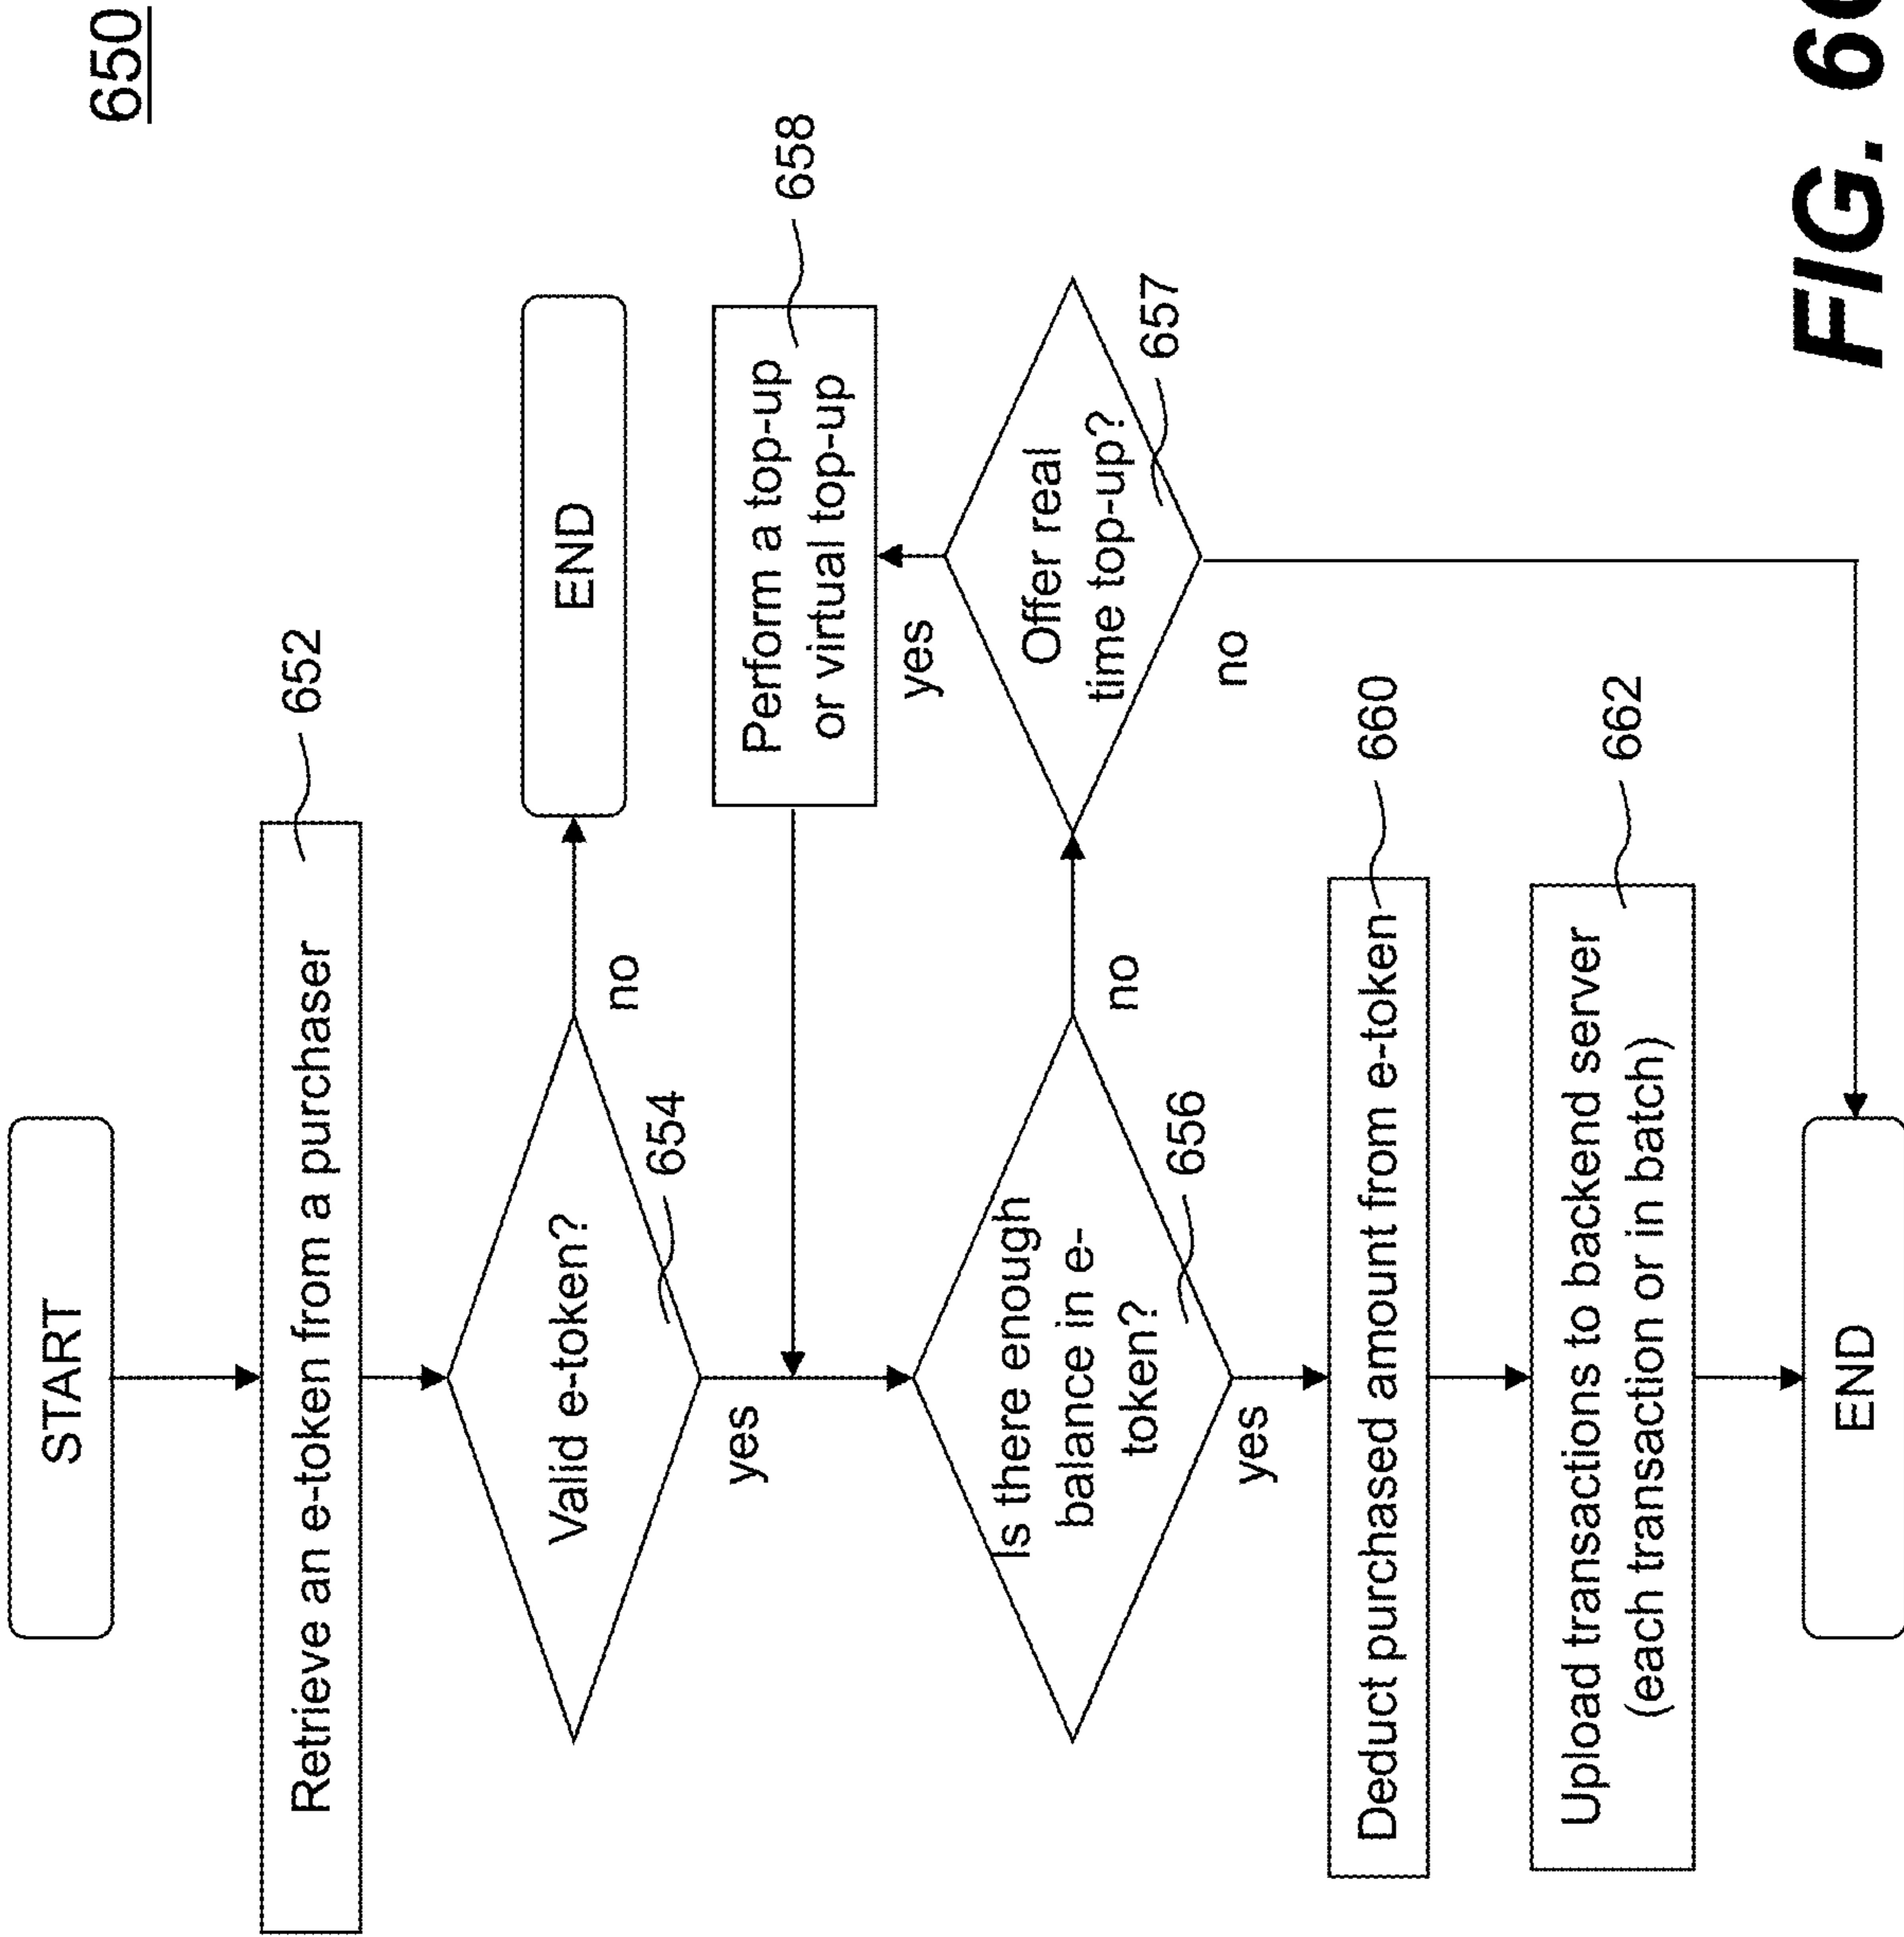 650
START
Retrieve an e-token from a purchaser
652
Valid e-token?
654
no
END
yes
Perform a top-up
or virtual top-up
658
Is there enough
balance in e-
token?
656
no
Offer real
time top-up?
657
yes
no
yes
Deduct purchased amount from e-token
660
Upload transactions to backend server
(each transaction or in batch)
662
END
FIG.